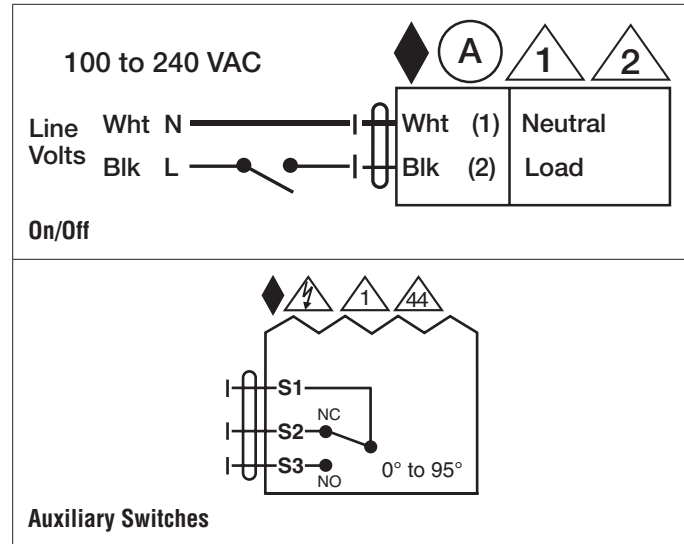 100 to 240 VAC
A 1 2
Line Volts
Wht N
Blk L
Wht (1) Neutral
Blk (2) Load
On/Off
1 44
S1
NC
S2
S3
NO
0° to 95°
Auxiliary Switches